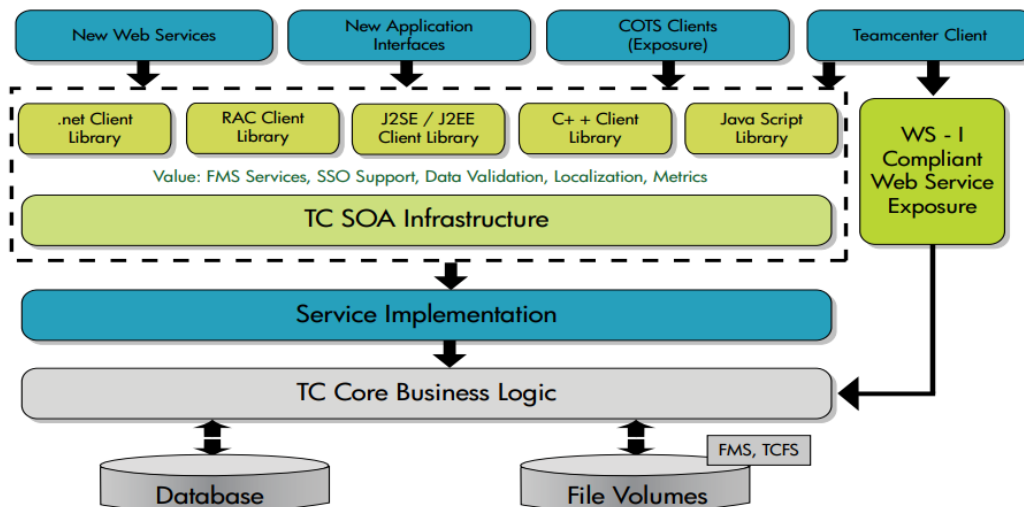 New Web Services
New Application
Interfaces
COTS Clients
(Exposure)
Teamcenter Client
.net Client
Library
RAC Client
Library
J2SE / J2EE
Client Library
C+ + Client
Library
Java Script
Library
WS - I
Compliant
Web Service
Exposure
Value: FMS Services, SSO Support, Data Validation, Localization, Metrics
TC SOA Infrastructure
Service Implementation
TC Core Business Logic
FMS, TCFS
Database
File Volumes